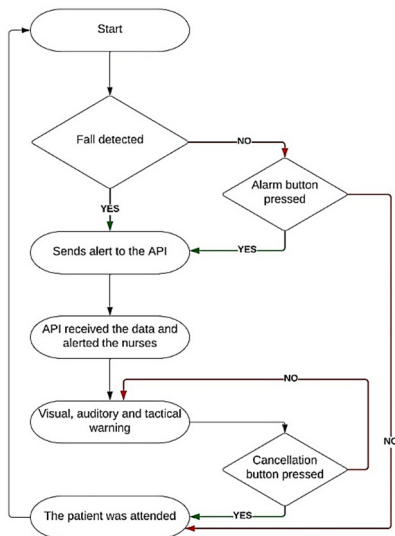 Start
Fall detected
NO
Alarm button
pressed
YES
Sends alert to the API
YES
API received the data and
alerted the nurses
NO
Visual, auditory and tactical
warning
NO
Cancellation
button pressed
The patient was attended
YES